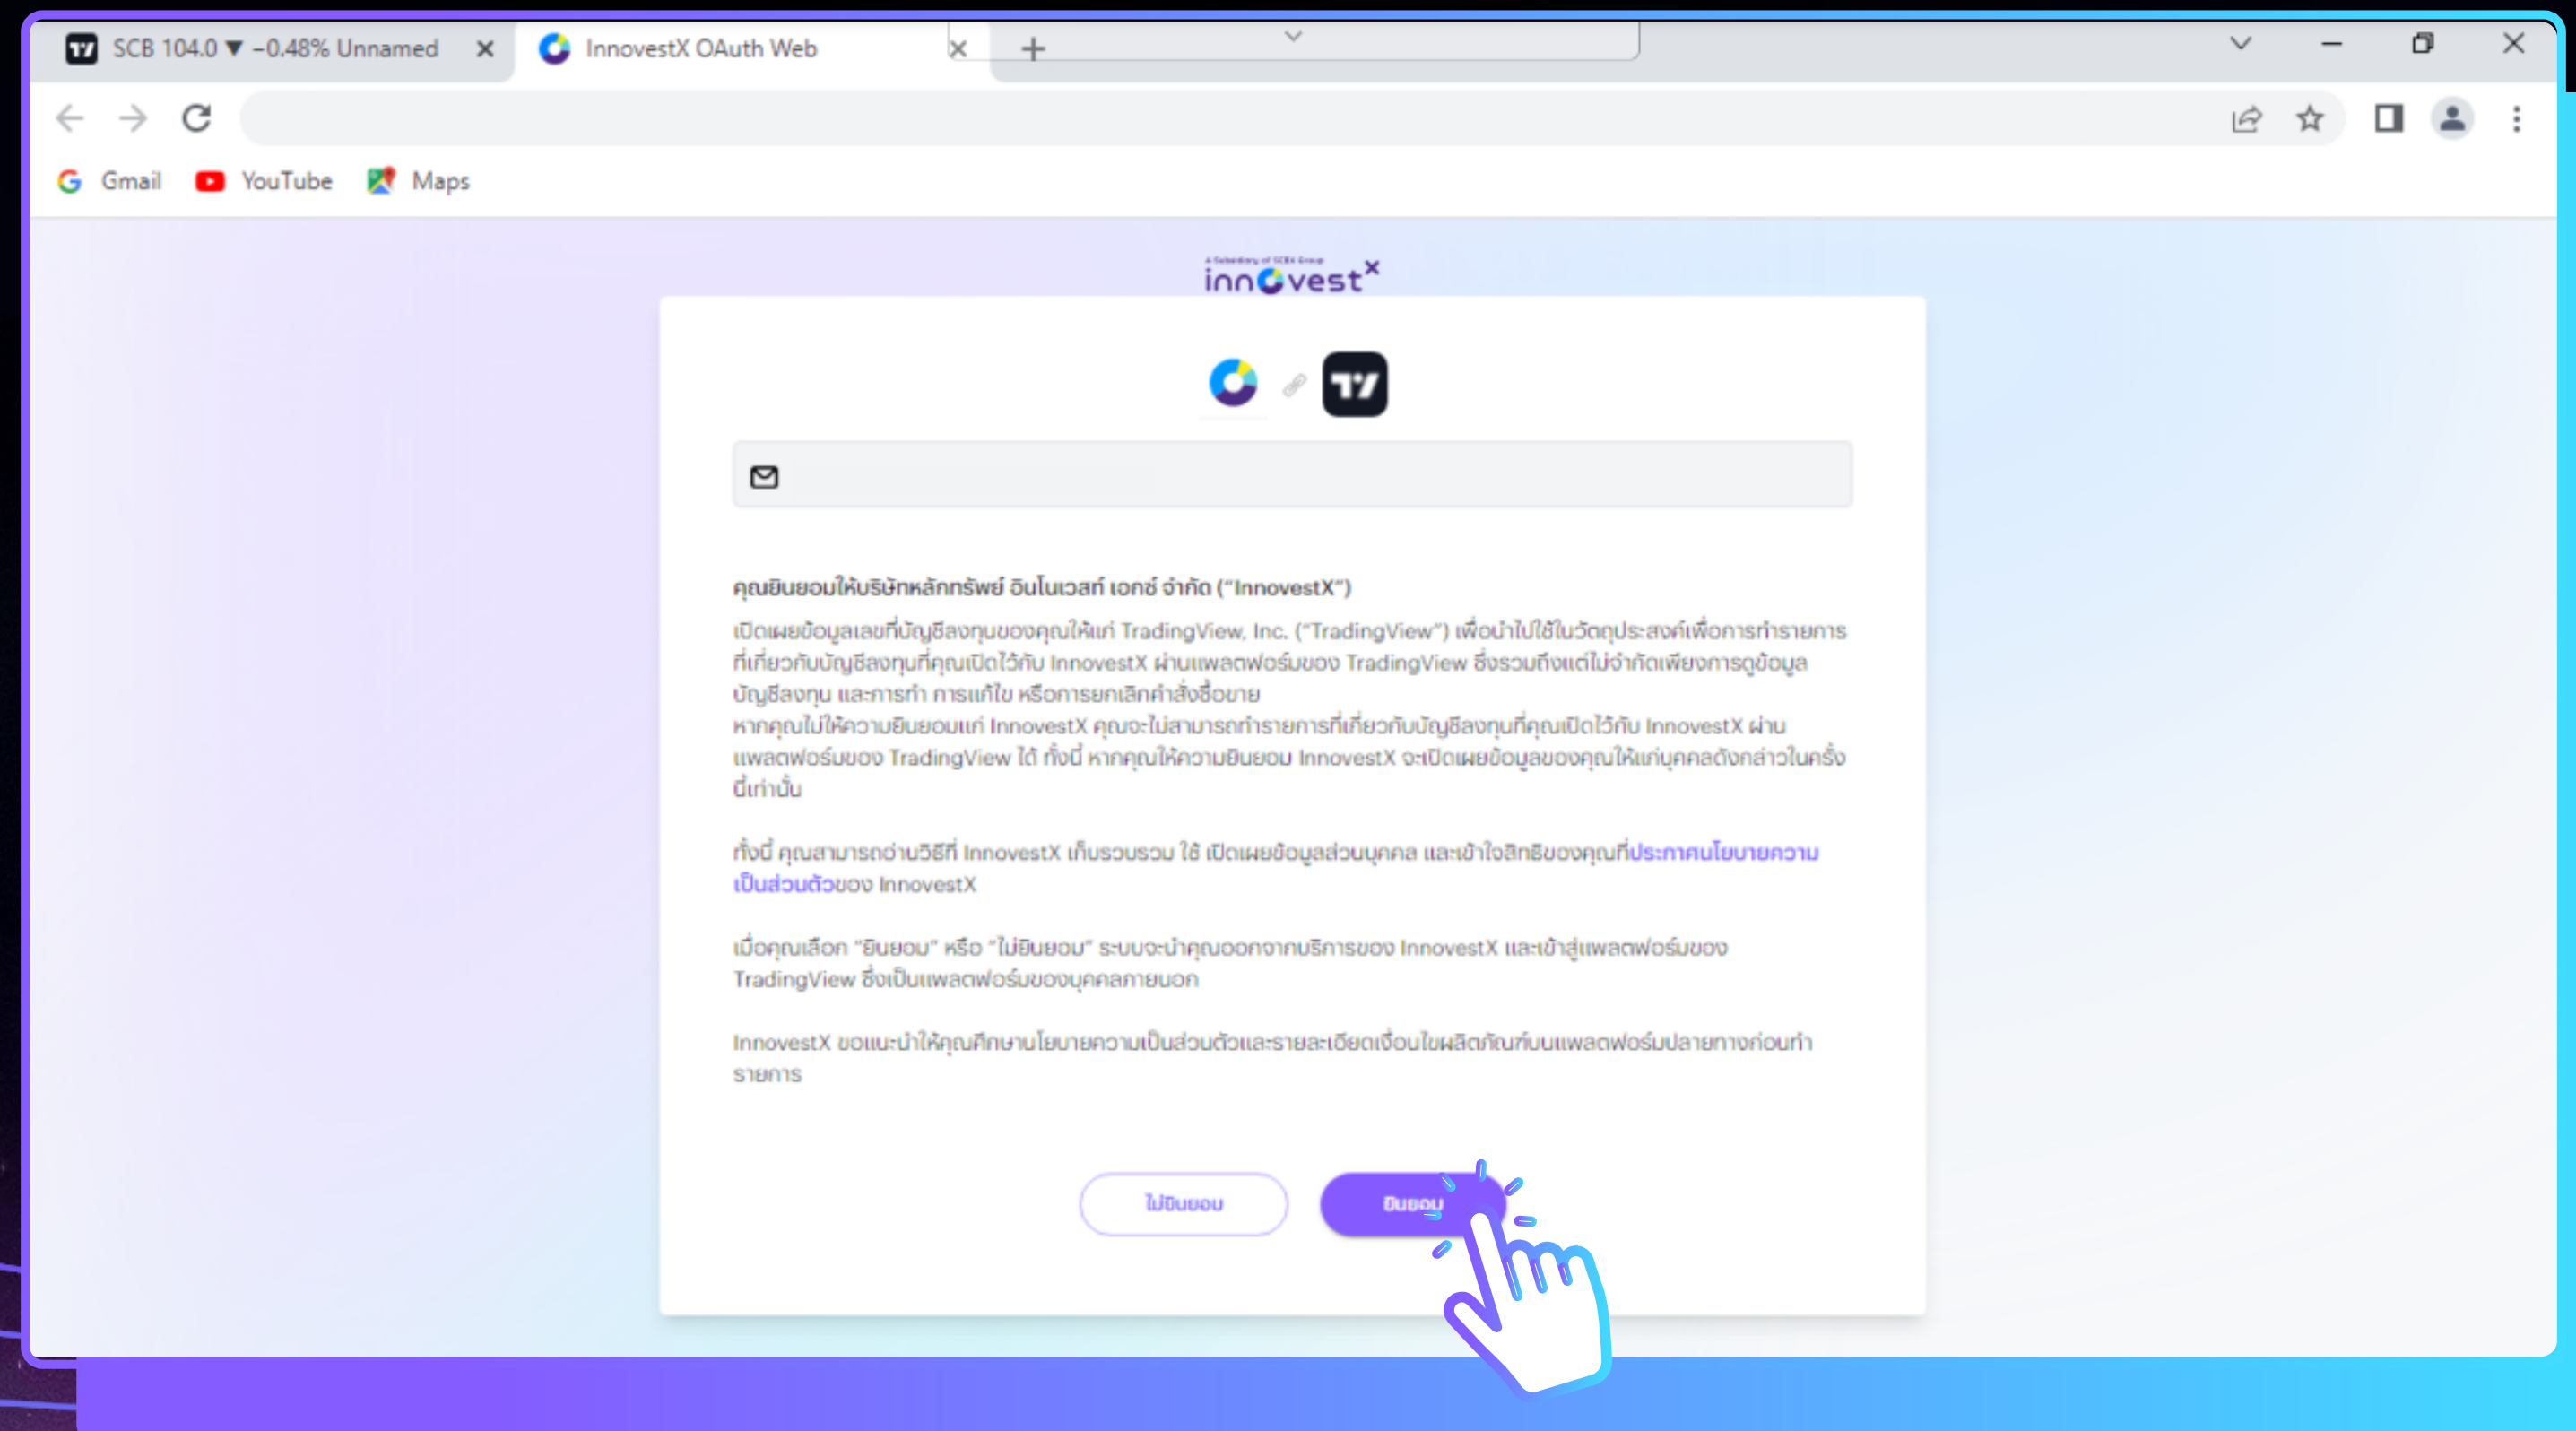 SCB 104.0 ▼ −0.48% Unnamed
InnovestX OAuth Web
Gmail
YouTube
Maps
A Subsidiary of SCBX Group
innovestx
คุณยินยอมให้บริษัทหลักทรัพย์ อินโนเวสท์ เอกซ์ จำกัด (“InnovestX”)
เปิดเผยข้อมูลเลขที่บัญชีลงทุนของคุณให้แก่ TradingView, Inc. (“TradingView”) เพื่อนำไปใช้ในวัตถุประสงค์เพื่อการทำรายการ
ที่เกี่ยวกับบัญชีลงทุนที่คุณเปิดไว้กับ InnovestX ผ่านแพลตฟอร์มของ TradingView ซึ่งรวมถึงแต่ไม่จำกัดเพียงการดูข้อมูล
บัญชีลงทุน และการทำ การแก้ไข หรือการยกเลิกคำสั่งซื้อขาย
หากคุณไม่ให้ความยินยอมแก่ InnovestX คุณจะไม่สามารถทำรายการที่เกี่ยวกับบัญชีลงทุนที่คุณเปิดไว้กับ InnovestX ผ่าน
แพลตฟอร์มของ TradingView ได้ ทั้งนี้ หากคุณให้ความยินยอม InnovestX จะเปิดเผยข้อมูลของคุณให้แก่บุคคลดังกล่าวในครั้ง
นี้เท่านั้น
ทั้งนี้ คุณสามารถอ่านวิธีที่ InnovestX เก็บรวบรวม ใช้ เปิดเผยข้อมูลส่วนบุคคล และเข้าใจสิทธิของคุณที่ประกาศนโยบายความ
เป็นส่วนตัวของ InnovestX
เมื่อคุณเลือก “ยินยอม” หรือ “ไม่ยินยอม” ระบบจะนำคุณออกจากบริการของ InnovestX และเข้าสู่แพลตฟอร์มของ
TradingView ซึ่งเป็นแพลตฟอร์มของบุคคลภายนอก
InnovestX ขอแนะนำให้คุณศึกษานโยบายความเป็นส่วนตัวและรายละเอียดเงื่อนไขผลิตภัณฑ์บนแพลตฟอร์มปลายทางก่อนทำ
รายการ
ไม่ยินยอม
ยินยอม